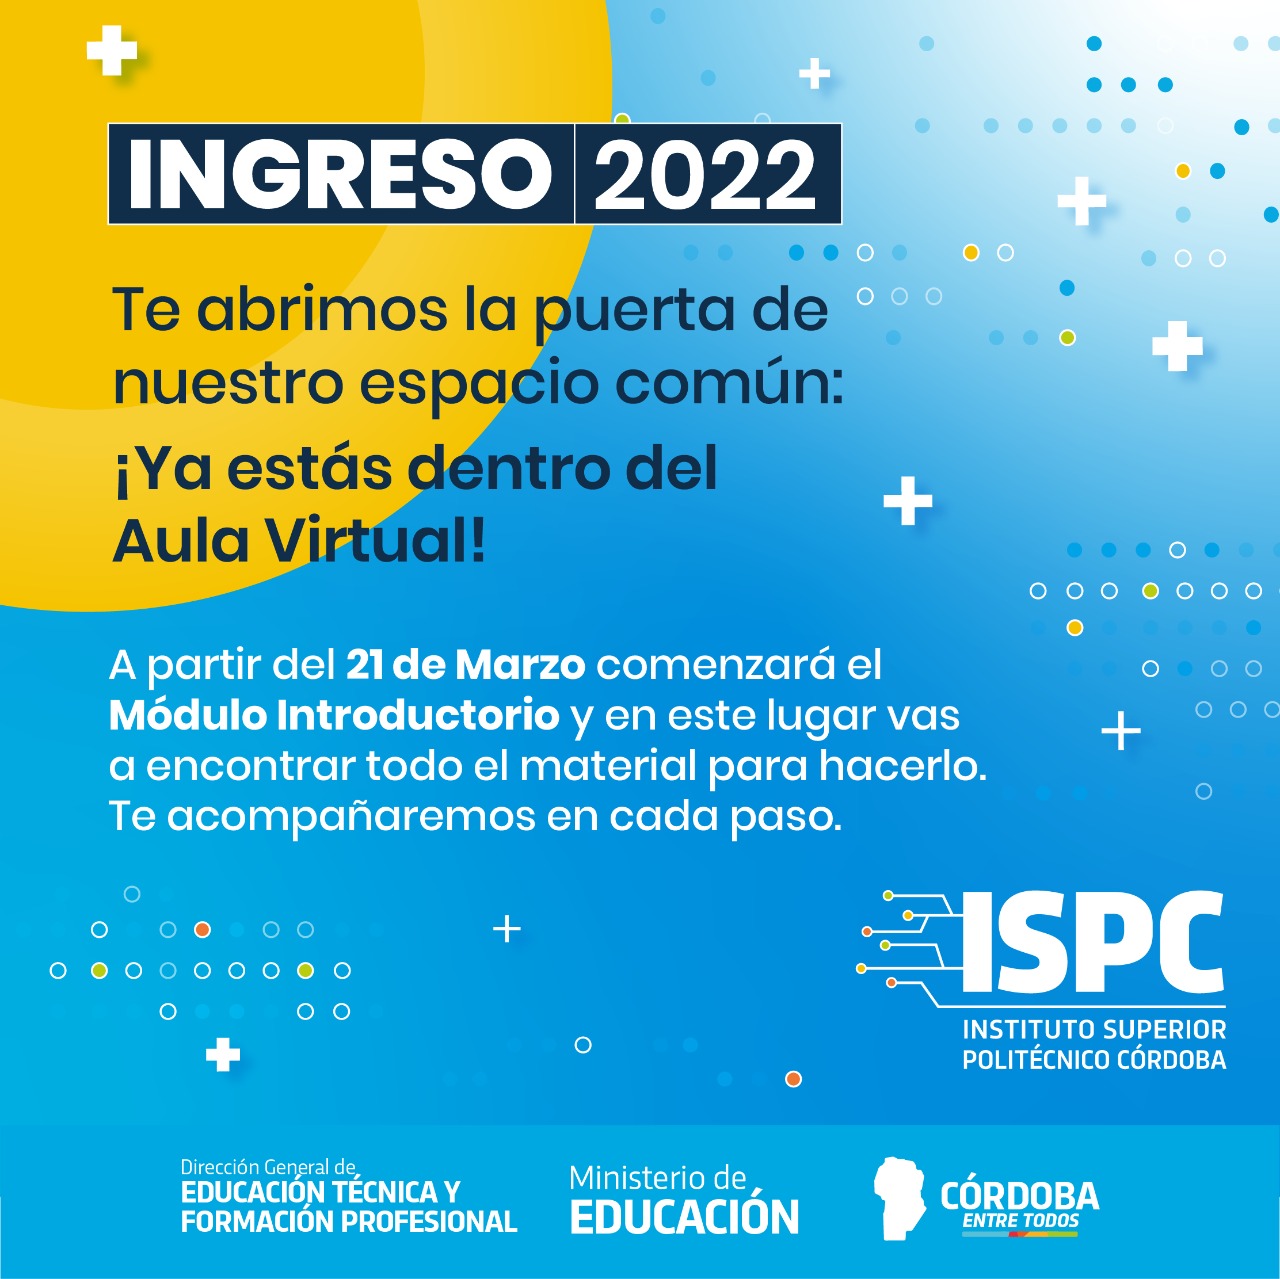 INGRESO 2022
Te abrimos la puerta de
nuestro espacio común:
¡Ya estás dentro del
Aula Virtual!
A partir del 21 de Marzo comenzará el
Módulo Introductorio y en este lugar vas
a encontrar todo el material para hacerlo.
Te acompañaremos en cada paso.
ISPC
INSTITUTO SUPERIOR
POLITÉCNICO CÓRDOBA
Dirección General de
EDUCACIÓN TÉCNICA Y
FORMACIÓN PROFESIONAL
Ministerio de
EDUCACIÓN
CÓRDOBA
ENTRE TODOS